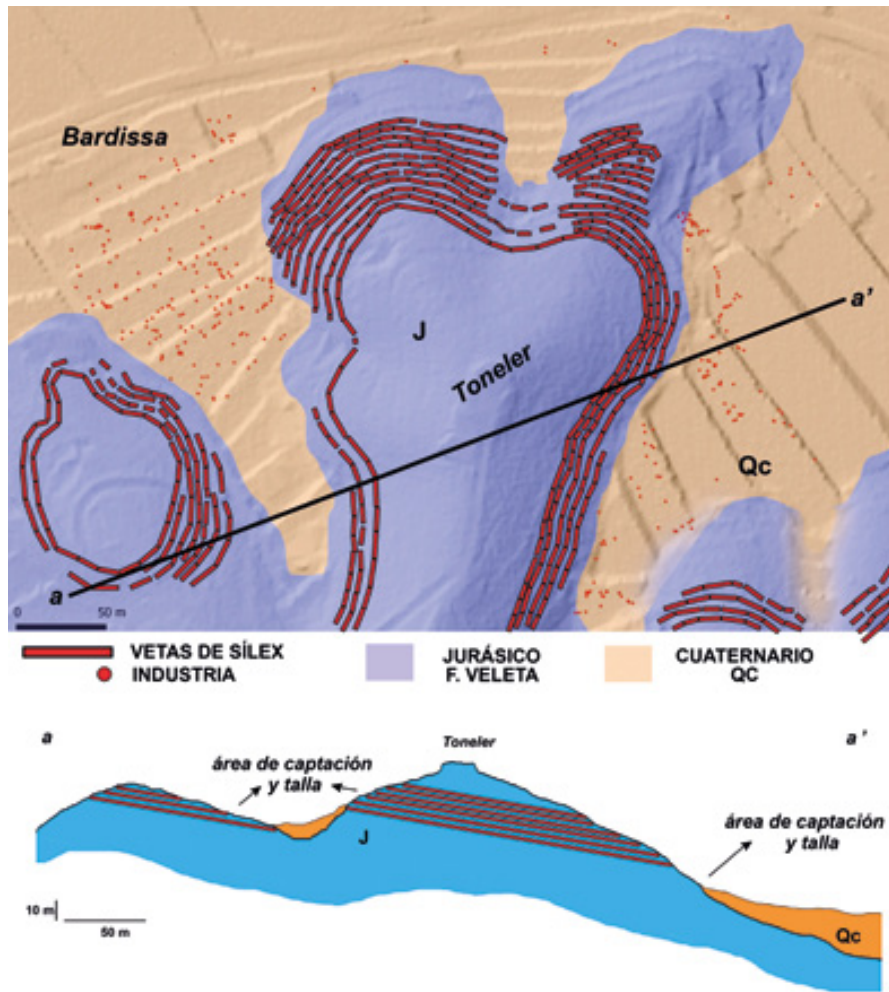 Bardissa
J
Toneler
a'
Qc
a
0 50 m
VETAS DE SÍLEX
INDUSTRIA
JURÁSICO
F. VELETA
CUATERNARIO
QC
a
Toneler
a '
área de captación
y talla
área de captación
y talla
J
10 m
50 m
Qc